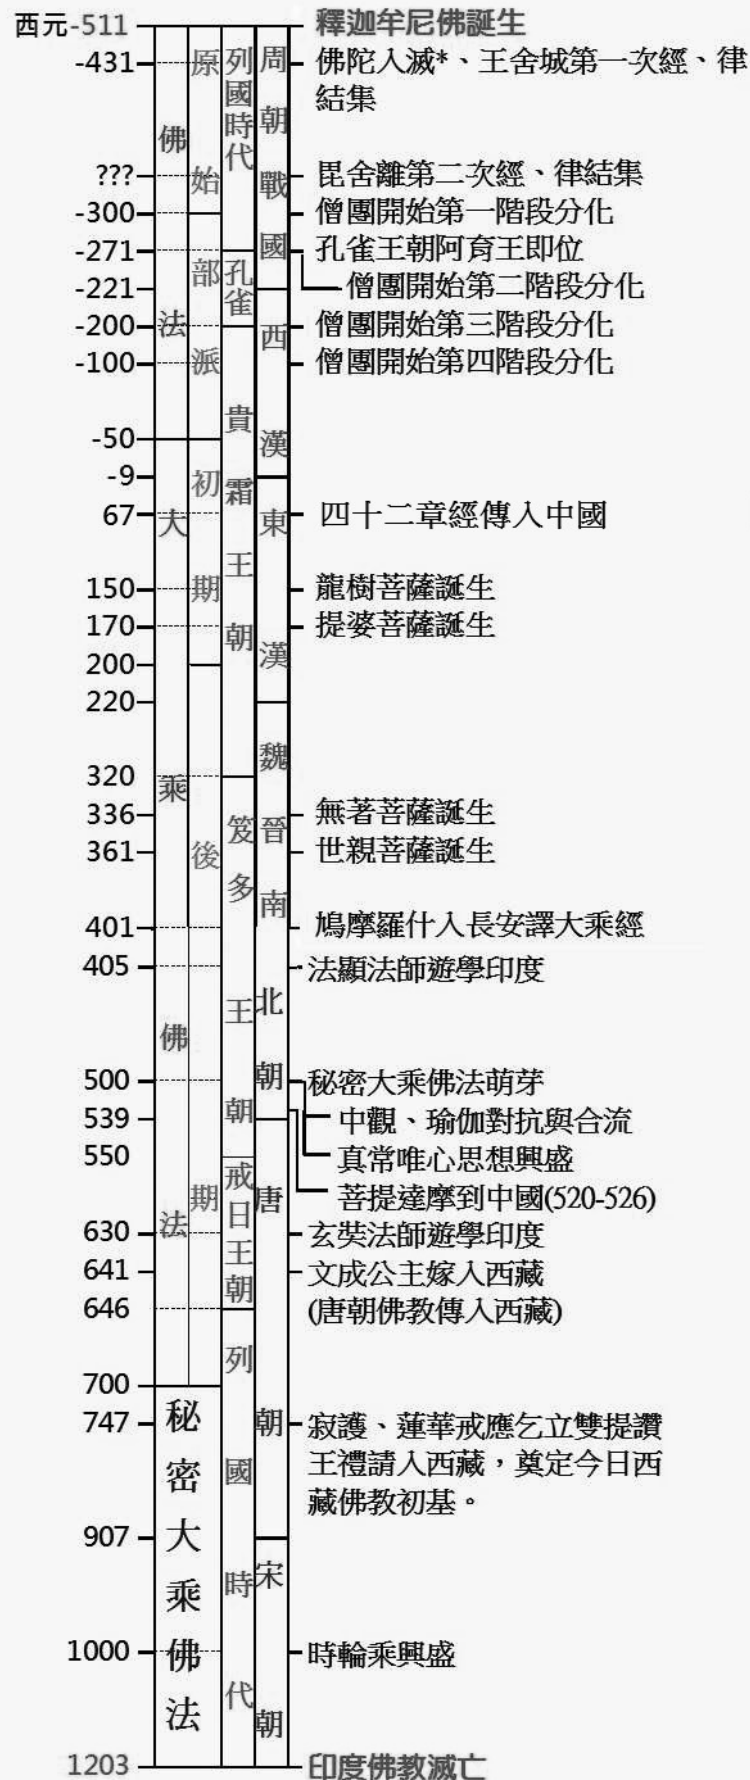 西元-511 釋迦牟尼佛誕生
-431 佛陀入滅*、王舍城第一次經、律
結集
??? 毘舍離第二次經、律結集
-300 僧團開始第一階段分化
-271 孔雀王朝阿育王即位
-221 僧團開始第二階段分化
-200 僧團開始第三階段分化
-100 僧團開始第四階段分化
-50
-9
67 四十二章經傳入中國
150 龍樹菩薩誕生
170 提婆菩薩誕生
200
220
320
336 無著菩薩誕生
361 世親菩薩誕生
401 鳩摩羅什入長安譯大乘經
405 法顯法師遊學印度
500 秘密大乘佛法萌芽
539 中觀、瑜伽對抗與合流
550 真常唯心思想興盛
菩提達摩到中國(520-526)
630 玄奘法師遊學印度
641 文成公主嫁入西藏
646 (唐朝佛教傳入西藏)
700
747 寂護、蓮華戒應乞立雙提讚
王禮請入西藏，奠定今日西
藏佛教初基。
907
1000 時輪乘興盛
1203 印度佛教滅亡
佛法
大乘佛法
秘密大乘佛法
原始
部派
初期
後期
列國時代
孔雀
貴霜王朝
笈多王朝
戒日王朝
列國時代
周朝
戰國
西漢
東漢
魏晉南北朝
唐朝
宋朝